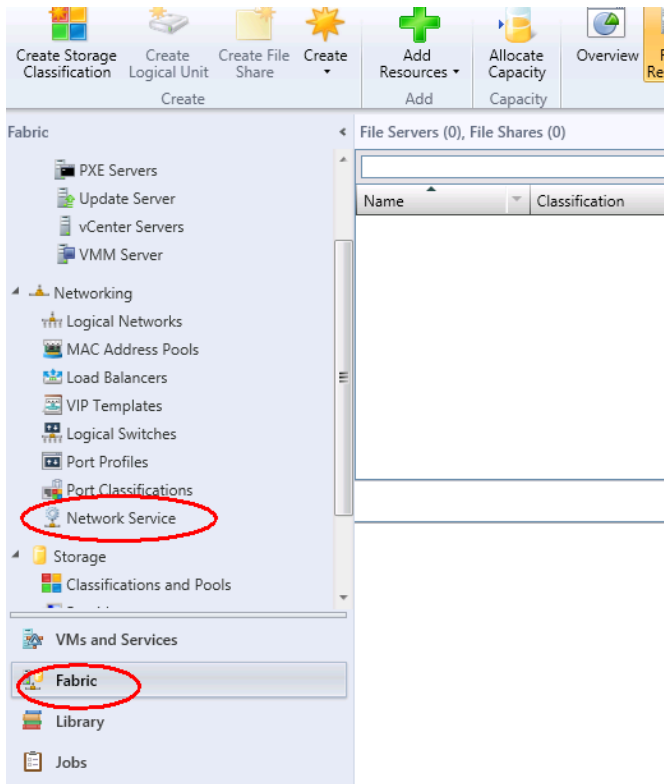 Create Storage Classification
Create Logical Unit
Create File Share
Create
Add Resources
Allocate Capacity
Overview
Create
Add
Capacity
Fabric
File Servers (0), File Shares (0)
PXE Servers
Update Server
vCenter Servers
VMM Server
Name
Classification
Networking
Logical Networks
MAC Address Pools
Load Balancers
VIP Templates
Logical Switches
Port Profiles
Port Classifications
Network Service
Storage
Classifications and Pools
VMs and Services
Fabric
Library
Jobs